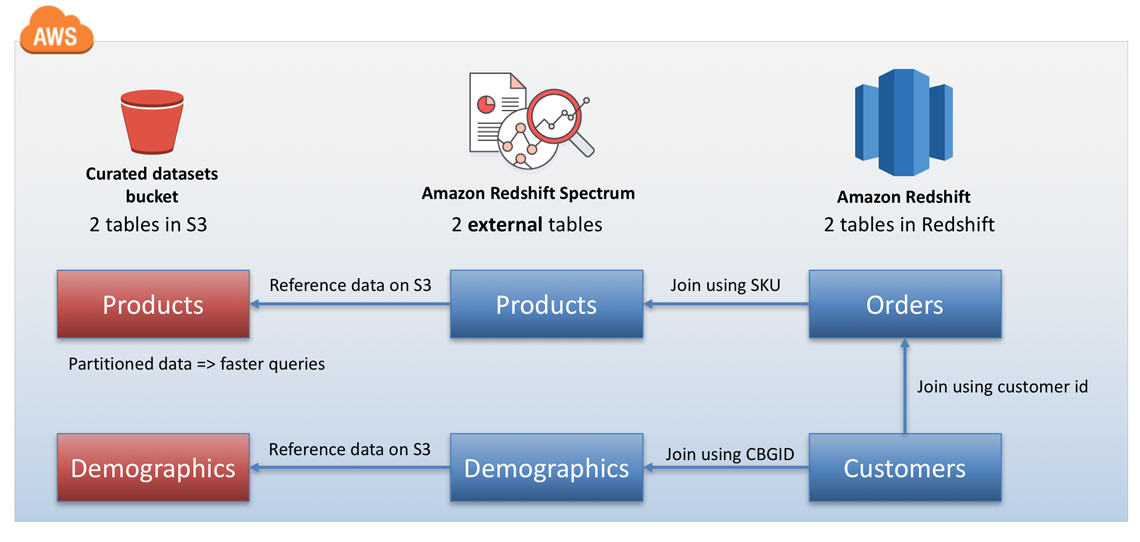 AWS
Curated datasets
bucket
2 tables in S3
Amazon Redshift Spectrum
2 external tables
Amazon Redshift
2 tables in Redshift
Products
Reference data on S3
Products
Join using SKU
Orders
Partitioned data => faster queries
Join using customer id
Demographics
Reference data on S3
Demographics
Join using CBGID
Customers